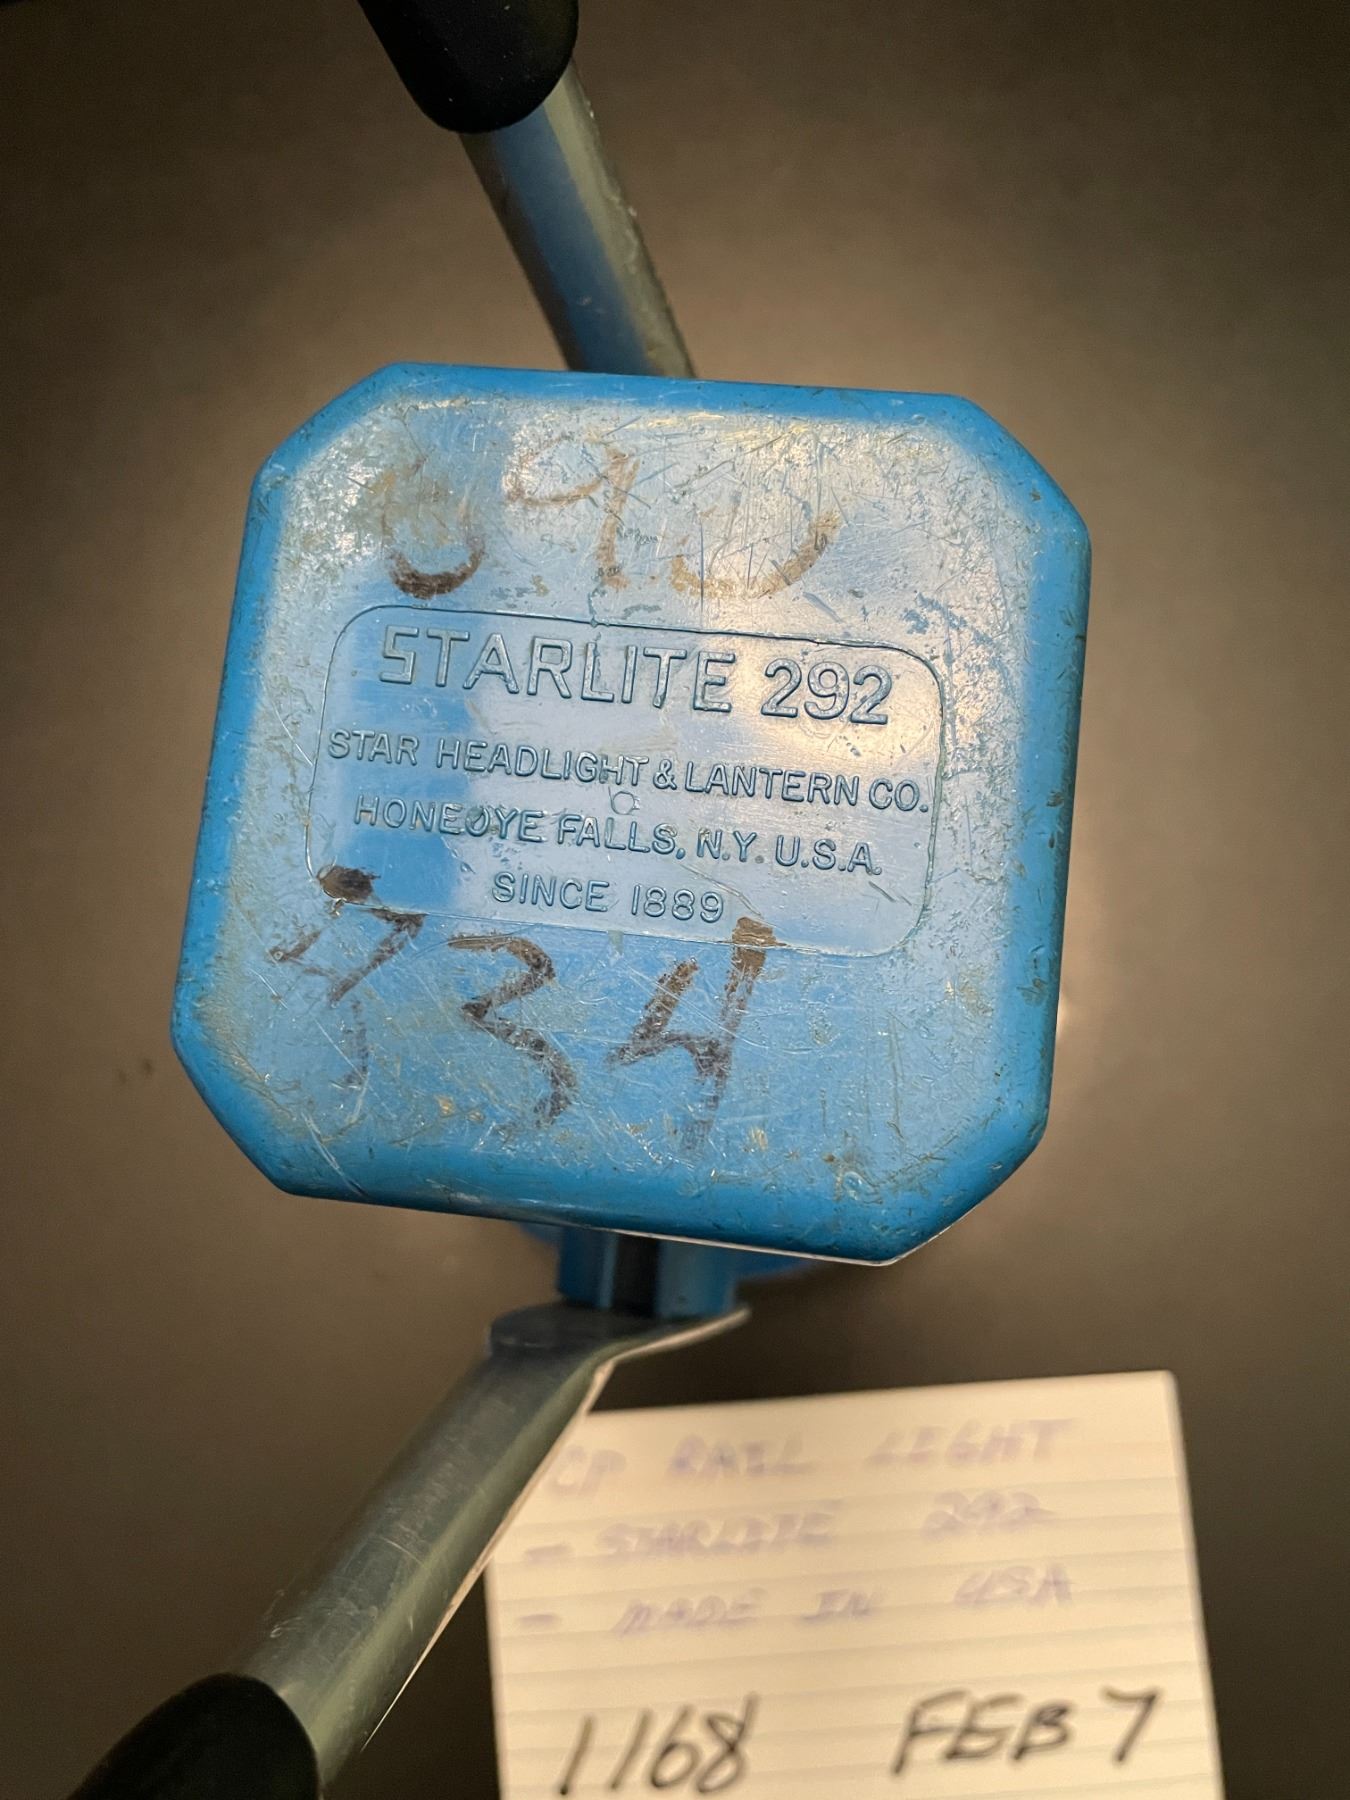 STARLITE 292
STAR HEADLIGHT & LANTERN CO.
HONEOYE FALLS, N.Y. U.S.A.
SINCE 1889
734
CP RAIL LIGHT
- STARLITE 292
- MADE IN USA
1168 FEB 7